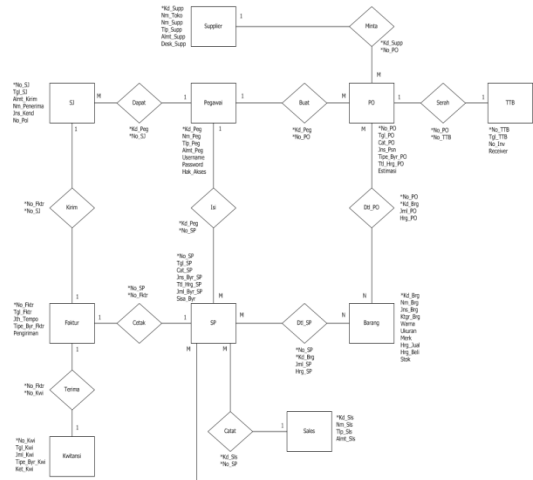 *Kd_Supp
Nm_Toko
Nm_Supp
Tlp_Supp
Almt_Supp
Desk_Supp
Supplier
1
Minta
*Kd_Supp
*No_PO
M
*No_SJ
Tgl_SJ
Almt_Kirim
Nm_Penerima
Jns_Kend
No_Pol
SJ
M
Dapat
1
*Kd_Peg
*No_SJ
Pegawai
1
Buat
M
*Kd_Peg
*No_PO
PO
1
Serah
1
*No_PO
*No_TTB
TTB
*No_TTB
Tgl_TTB
No_Inv
Receiver
1
1
*Kd_Peg
Nm_Peg
Tlp_Peg
Almt_Peg
Username
Password
Hak_Akses
M
*No_PO
Tgl_PO
Cat_PO
Jns_Psn
Tipe_Byr_PO
Ttl_Hrg_PO
Estimasi
*No_Fktr
*No_SJ
Kirim
Isi
*Kd_Peg
*No_SP
Dtl_PO
*No_PO
*Kd_Brg
Jml_PO
Hrg_PO
*No_SP
Tgl_SP
Cat_SP
Jns_Byr_SP
Ttl_Hrg_SP
Jml_Byr_SP
Sisa_Byr
M
1
N
*No_Fktr
Tgl_Fktr
Jth_Tempo
Tipe_Byr_Fktr
Pengiriman
Faktur
1
*No_SP
*No_Fktr
Cetak
1
SP
M
Dtl_SP
N
*No_SP
*Kd_Brg
Jml_SP
Hrg_SP
Barang
*Kd_Brg
Nm_Brg
Jns_Brg
Ktgr_Brg
Warna
Ukuran
Merk
Hrg_Jual
Hrg_Beli
Stok
1
M
M
*No_Fktr
*No_Kwi
Terima
1
*No_Kwi
Tgl_Kwi
Jml_Kwi
Tipe_Byr_Kwi
Ket_Kwi
Kwitansi
Catat
1
*Kd_Sls
*No_SP
Sales
*Kd_Sls
Nm_Sls
Tlp_Sls
Almt_Sls